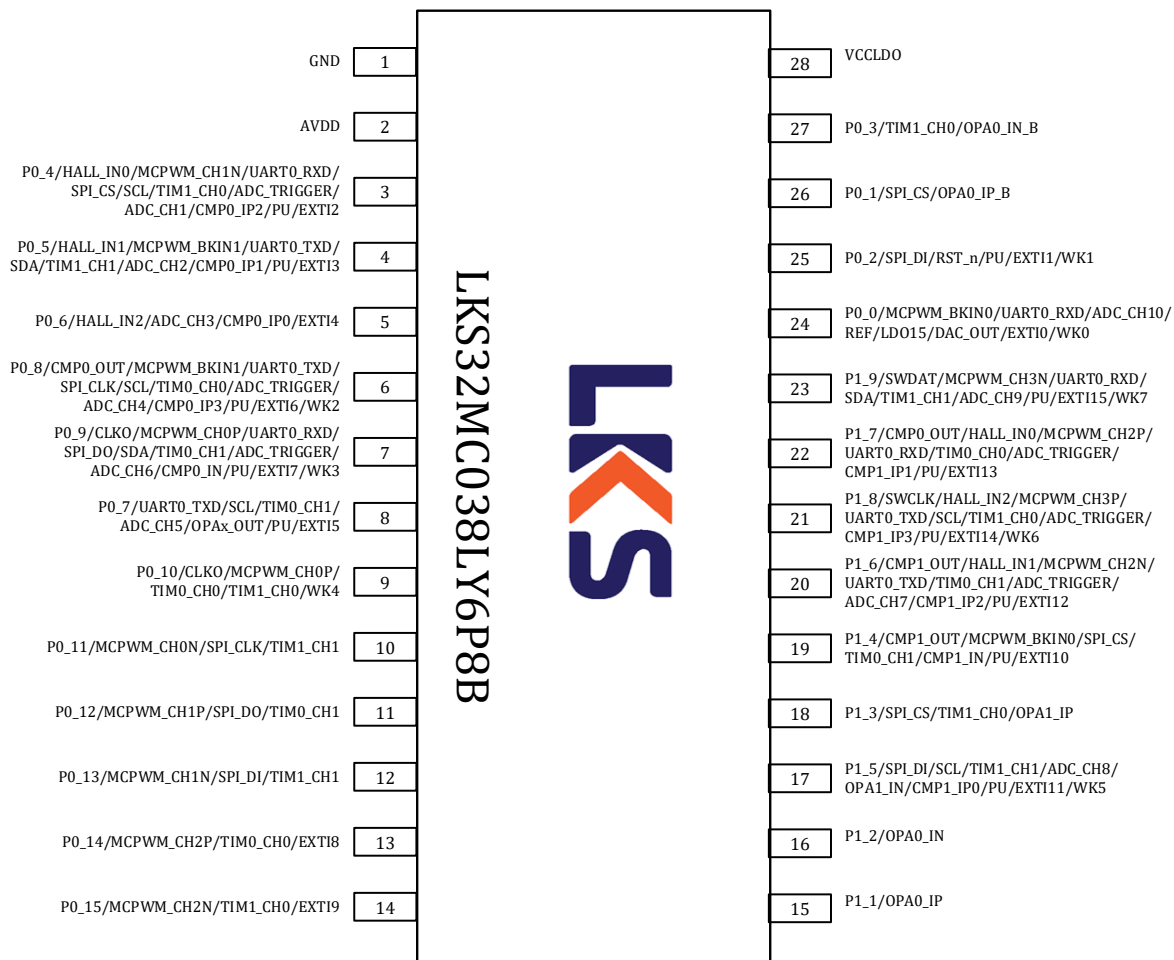 GND 1
AVDD 2
P0_4/HALL_IN0/MCPWM_CH1N/UART0_RXD/
SPI_CS/SCL/TIM1_CH0/ADC_TRIGGER/
ADC_CH1/CMP0_IP2/PU/EXTI2
3
P0_5/HALL_IN1/MCPWM_BKIN1/UART0_TXD/
SDA/TIM1_CH1/ADC_CH2/CMP0_IP1/PU/EXTI3
4
P0_6/HALL_IN2/ADC_CH3/CMP0_IP0/EXTI4 5
P0_8/CMP0_OUT/MCPWM_BKIN1/UART0_TXD/
SPI_CLK/SCL/TIM0_CH0/ADC_TRIGGER/
ADC_CH4/CMP0_IP3/PU/EXTI6/WK2
6
P0_9/CLKO/MCPWM_CH0P/UART0_RXD/
SPI_DO/SDA/TIM0_CH1/ADC_TRIGGER/
ADC_CH6/CMP0_IN/PU/EXTI7/WK3
7
P0_7/UART0_TXD/SCL/TIM0_CH1/
ADC_CH5/OPAx_OUT/PU/EXTI5
8
P0_10/CLKO/MCPWM_CH0P/
TIM0_CH0/TIM1_CH0/WK4
9
P0_11/MCPWM_CH0N/SPI_CLK/TIM1_CH1 10
P0_12/MCPWM_CH1P/SPI_DO/TIM0_CH1 11
P0_13/MCPWM_CH1N/SPI_DI/TIM1_CH1 12
P0_14/MCPWM_CH2P/TIM0_CH0/EXTI8 13
P0_15/MCPWM_CH2N/TIM1_CH0/EXTI9 14
LKS32MC038LY6P8B
LKS
28 VCCLDO
27 P0_3/TIM1_CH0/OPA0_IN_B
26 P0_1/SPI_CS/OPA0_IP_B
25 P0_2/SPI_DI/RST_n/PU/EXTI1/WK1
24
P0_0/MCPWM_BKIN0/UART0_RXD/ADC_CH10/
REF/LDO15/DAC_OUT/EXTI0/WK0
23
P1_9/SWDAT/MCPWM_CH3N/UART0_RXD/
SDA/TIM1_CH1/ADC_CH9/PU/EXTI15/WK7
22
P1_7/CMP0_OUT/HALL_IN0/MCPWM_CH2P/
UART0_RXD/TIM0_CH0/ADC_TRIGGER/
CMP1_IP1/PU/EXTI13
21
P1_8/SWCLK/HALL_IN2/MCPWM_CH3P/
UART0_TXD/SCL/TIM1_CH0/ADC_TRIGGER/
CMP1_IP3/PU/EXTI14/WK6
20
P1_6/CMP1_OUT/HALL_IN1/MCPWM_CH2N/
UART0_TXD/TIM0_CH1/ADC_TRIGGER/
ADC_CH7/CMP1_IP2/PU/EXTI12
19
P1_4/CMP1_OUT/MCPWM_BKIN0/SPI_CS/
TIM0_CH1/CMP1_IN/PU/EXTI10
18 P1_3/SPI_CS/TIM1_CH0/OPA1_IP
17
P1_5/SPI_DI/SCL/TIM1_CH1/ADC_CH8/
OPA1_IN/CMP1_IP0/PU/EXTI11/WK5
16 P1_2/OPA0_IN
15 P1_1/OPA0_IP